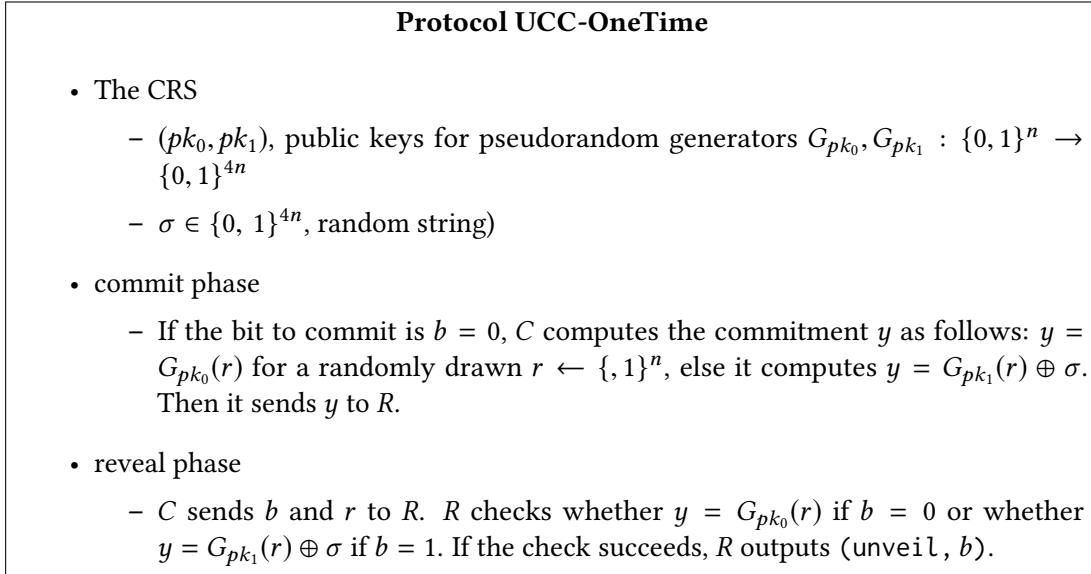 Protocol UCC-OneTime
• The CRS
– (pk₀, pk₁), public keys for pseudorandom generators G_{pk₀}, G_{pk₁} : {0, 1}ⁿ →
{0, 1}⁴ⁿ
– σ ∈ {0, 1}⁴ⁿ, random string)
• commit phase
– If the bit to commit is b = 0, C computes the commitment y as follows: y =
G_{pk₀}(r) for a randomly drawn r ← {, 1}ⁿ, else it computes y = G_{pk₁}(r) ⊕ σ.
Then it sends y to R.
• reveal phase
– C sends b and r to R. R checks whether y = G_{pk₀}(r) if b = 0 or whether
y = G_{pk₁}(r) ⊕ σ if b = 1. If the check succeeds, R outputs (unveil, b).